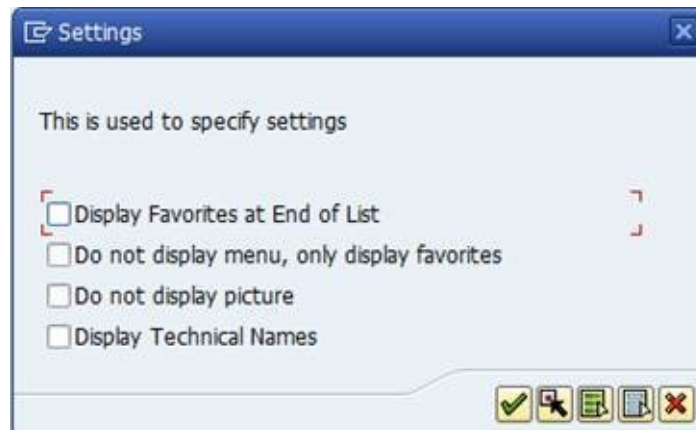 Settings
This is used to specify settings
Display Favorites at End of List
Do not display menu, only display favorites
Do not display picture
Display Technical Names